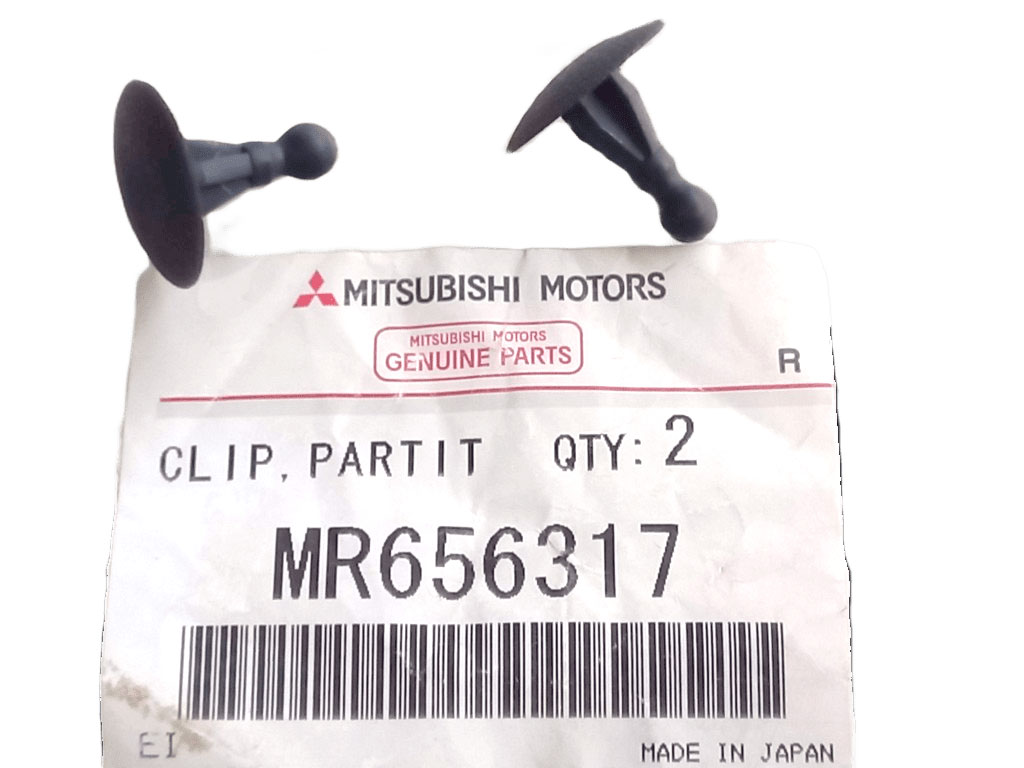 MITSUBISHI MOTORS
MITSUBISHI MOTORS
GENUINE PARTS
R
CLIP, PARTIT QTY: 2
MR656317
EI MADE IN JAPAN